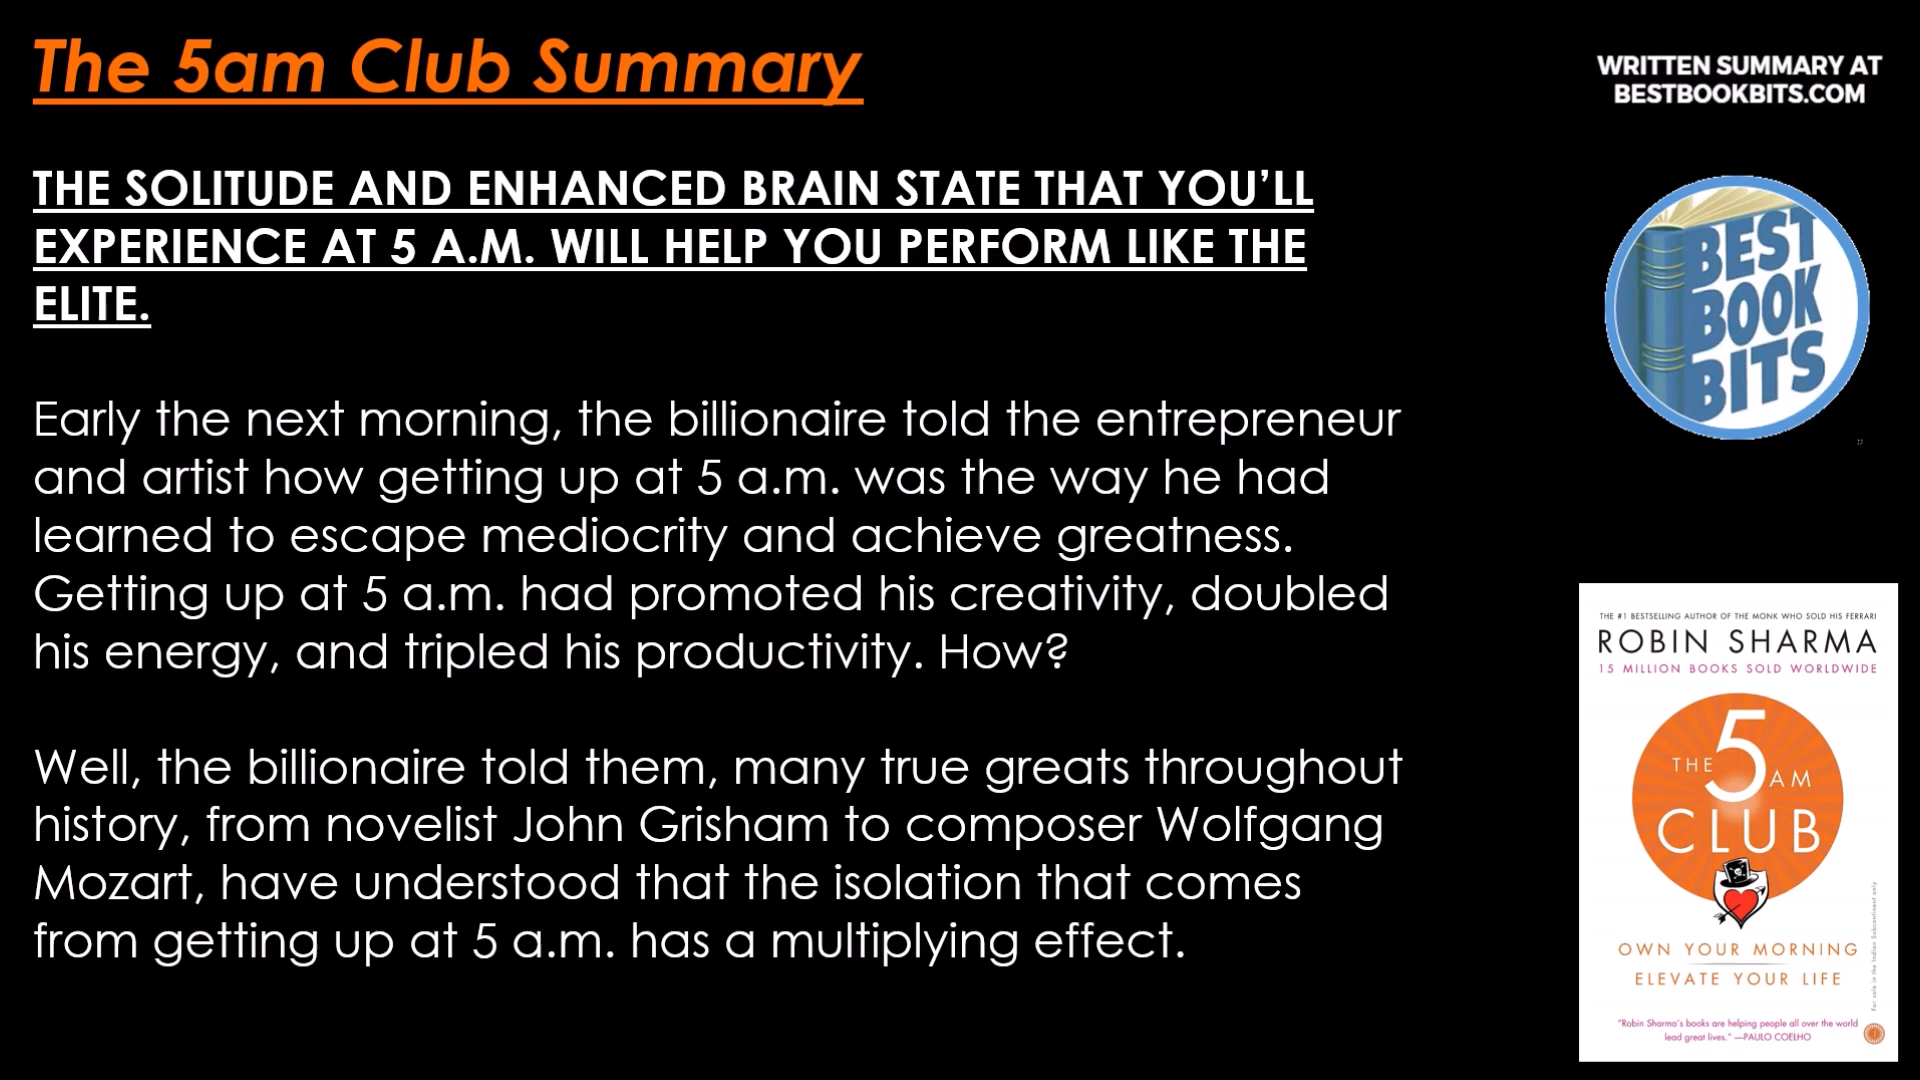 The 5am Club Summary
WRITTEN SUMMARY AT
BESTBOOKBITS.COM
THE SOLITUDE AND ENHANCED BRAIN STATE THAT YOU’LL
EXPERIENCE AT 5 A.M. WILL HELP YOU PERFORM LIKE THE
ELITE.
Early the next morning, the billionaire told the entrepreneur
and artist how getting up at 5 a.m. was the way he had
learned to escape mediocrity and achieve greatness.
Getting up at 5 a.m. had promoted his creativity, doubled
his energy, and tripled his productivity. How?
Well, the billionaire told them, many true greats throughout
history, from novelist John Grisham to composer Wolfgang
Mozart, have understood that the isolation that comes
from getting up at 5 a.m. has a multiplying effect.
BEST
BOOK
BITS
THE #1 BESTSELLING AUTHOR OF THE MONK WHO SOLD HIS FERRARI
ROBIN SHARMA
15 MILLION BOOKS SOLD WORLDWIDE
THE 5 AM
CLUB
OWN YOUR MORNING
ELEVATE YOUR LIFE
For sale in the Indian Subcontinent only
"Robin Sharma's books are helping people all over the world
lead great lives." —PAULO COELHO